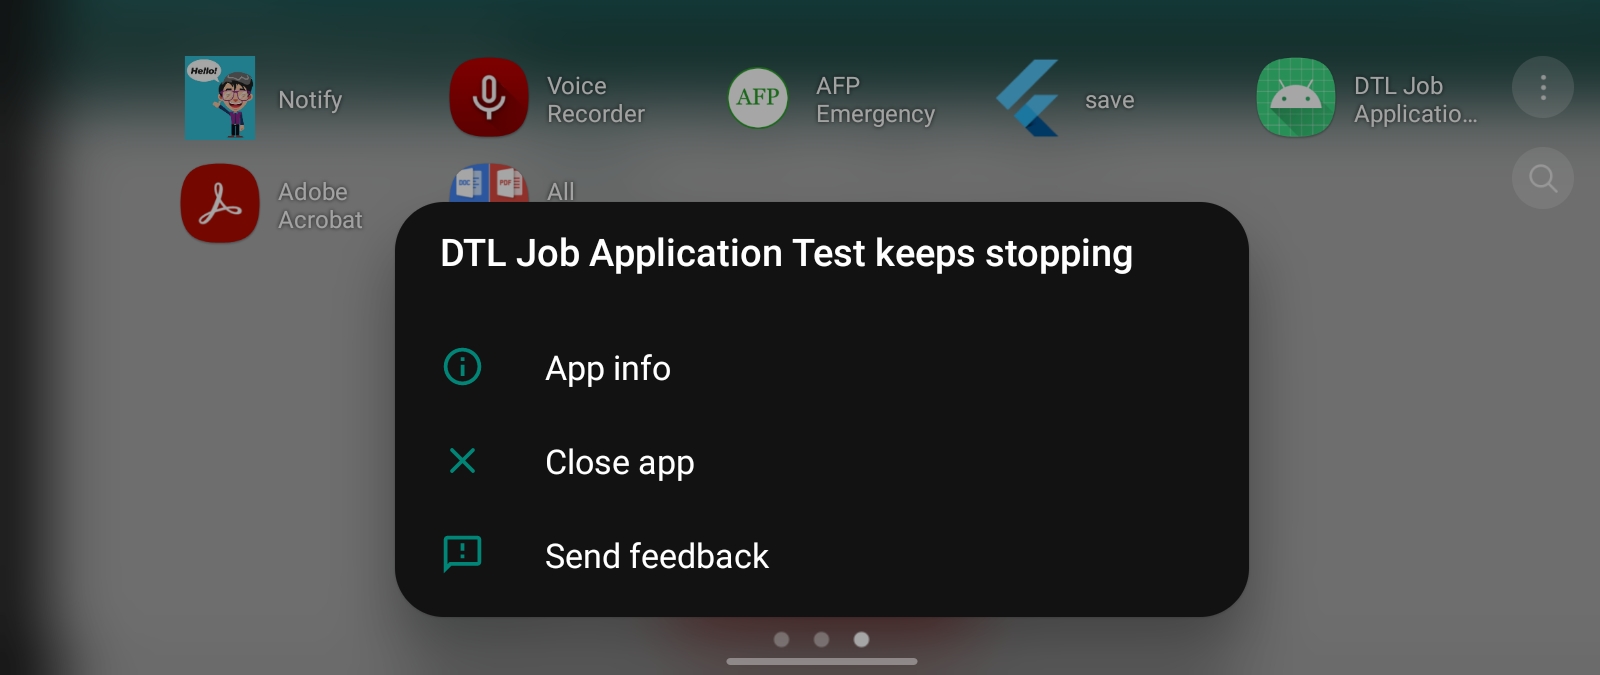 Hello!
Notify
Voice
Recorder
AFP
AFP
Emergency
save
DTL Job
Applicatio...
Adobe
Acrobat
DOC
PDF
All
DTL Job Application Test keeps stopping
App info
Close app
Send feedback